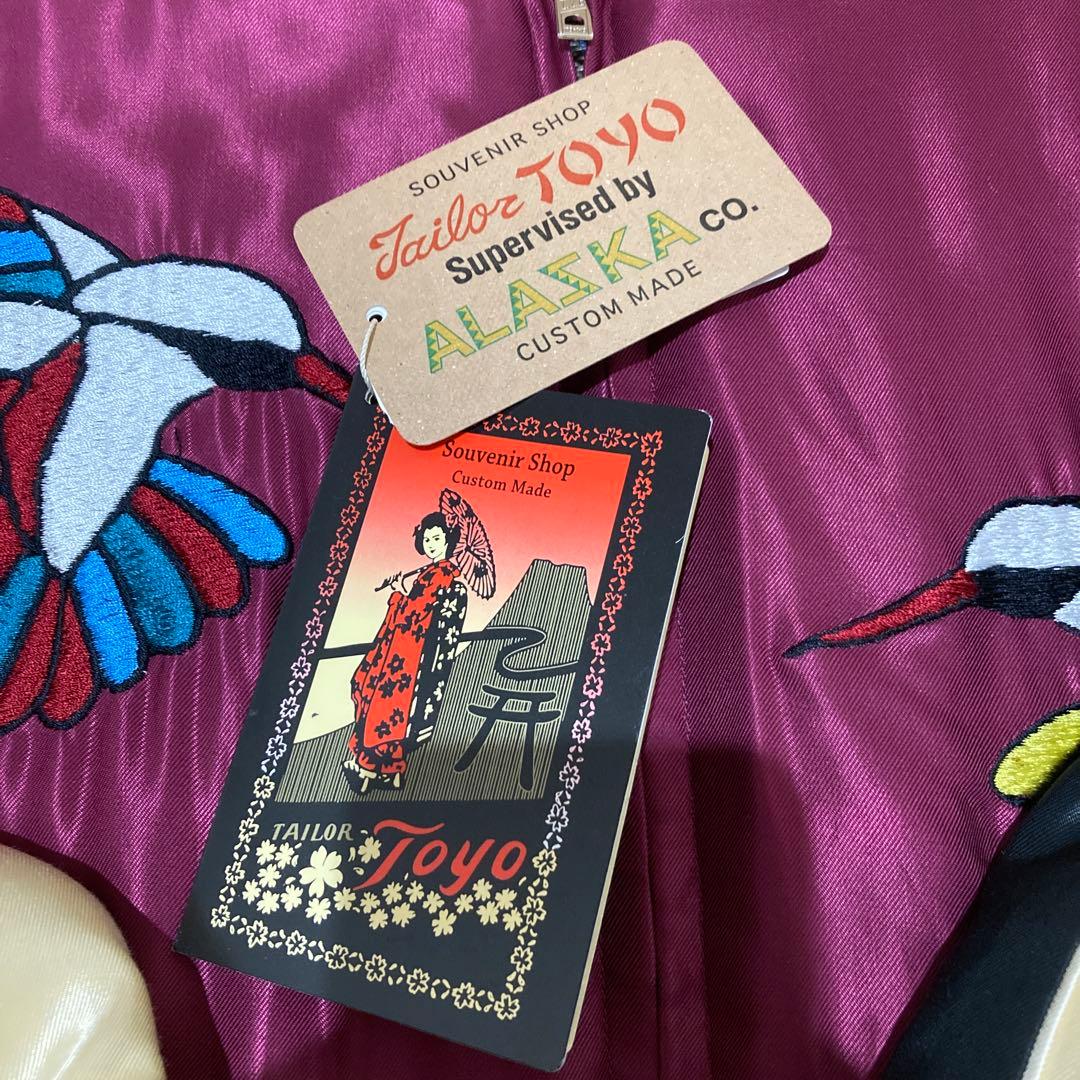 SOUVENIR SHOP
Tailor TOYO
Supervised by
ALASKA CO.
CUSTOM MADE
Souvenir Shop
Custom Made
TAILOR
Toyo